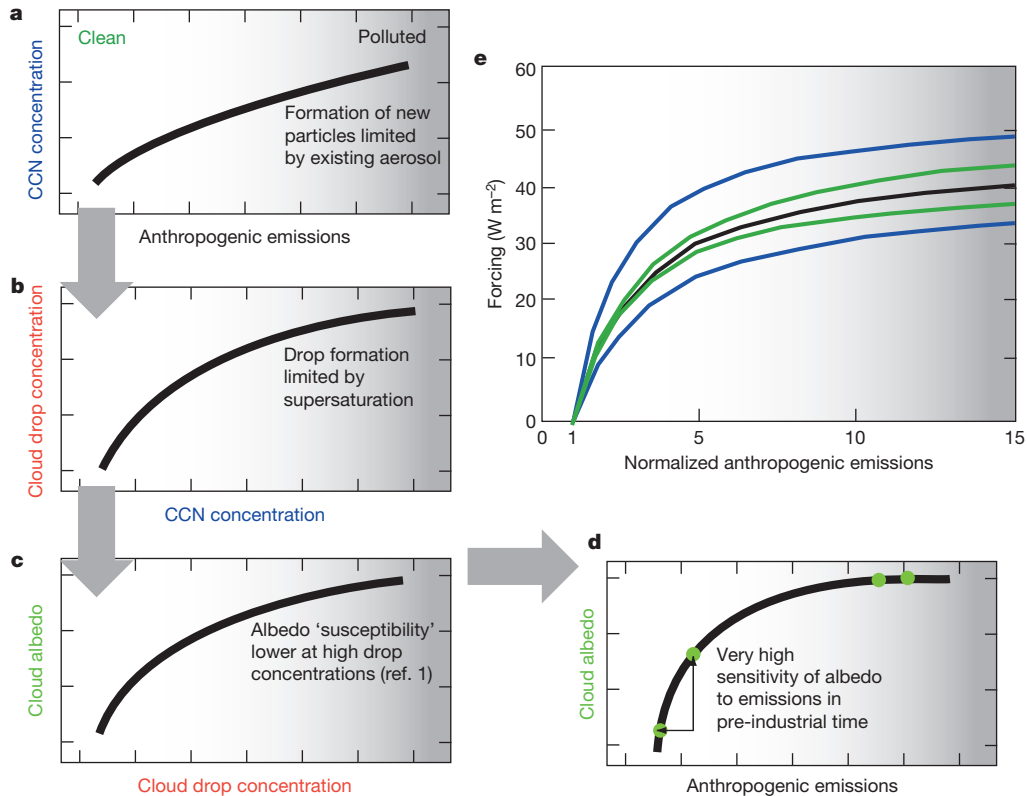 a
Clean
Polluted
CCN concentration
Formation of new
particles limited
by existing aerosol
Anthropogenic emissions
b
Cloud drop concentration
Drop formation
limited by
supersaturation
CCN concentration
c
Cloud albedo
Albedo ‘susceptibility’
lower at high drop
concentrations (ref. 1)
Cloud drop concentration
d
Cloud albedo
Very high
sensitivity of albedo
to emissions in
pre-industrial time
Anthropogenic emissions
e
Forcing (W m⁻²)
60
50
40
30
20
10
0
0 1 5 10 15
Normalized anthropogenic emissions